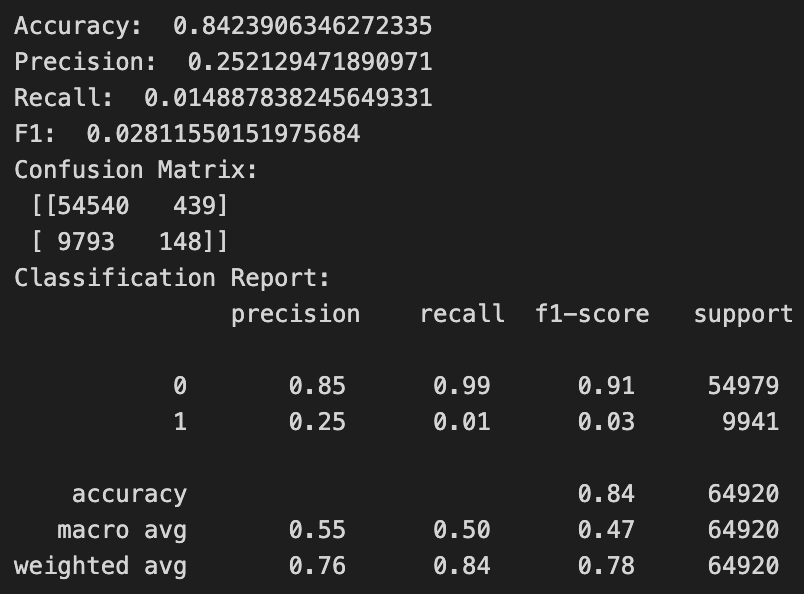 Accuracy:  0.8423906346272335
Precision:  0.252129471890971
Recall:  0.014887838245649331
F1:  0.02811550151975684
Confusion Matrix:
 [[54540   439]
 [ 9793   148]]
Classification Report:
               precision    recall  f1-score   support

           0       0.85      0.99      0.91     54979
           1       0.25      0.01      0.03      9941

    accuracy                           0.84     64920
   macro avg       0.55      0.50      0.47     64920
weighted avg       0.76      0.84      0.78     64920